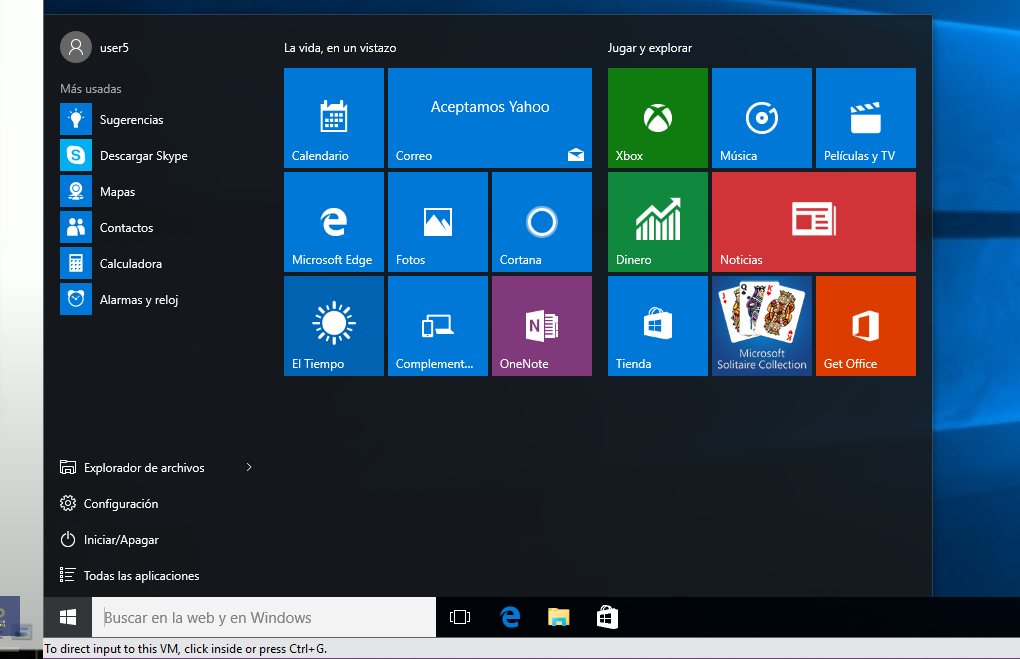 user5
Más usadas
Sugerencias
Descargar Skype
Mapas
Contactos
Calculadora
Alarmas y reloj
Explorador de archivos
Configuración
Iniciar/Apagar
Todas las aplicaciones
La vida, en un vistazo
Calendario
Aceptamos Yahoo
Correo
Microsoft Edge
Fotos
Cortana
El Tiempo
Complement...
OneNote
Jugar y explorar
Xbox
Música
Películas y TV
Dinero
Noticias
Tienda
Microsoft
Solitaire Collection
Get Office
Buscar en la web y en Windows
To direct input to this VM, click inside or press Ctrl+G.